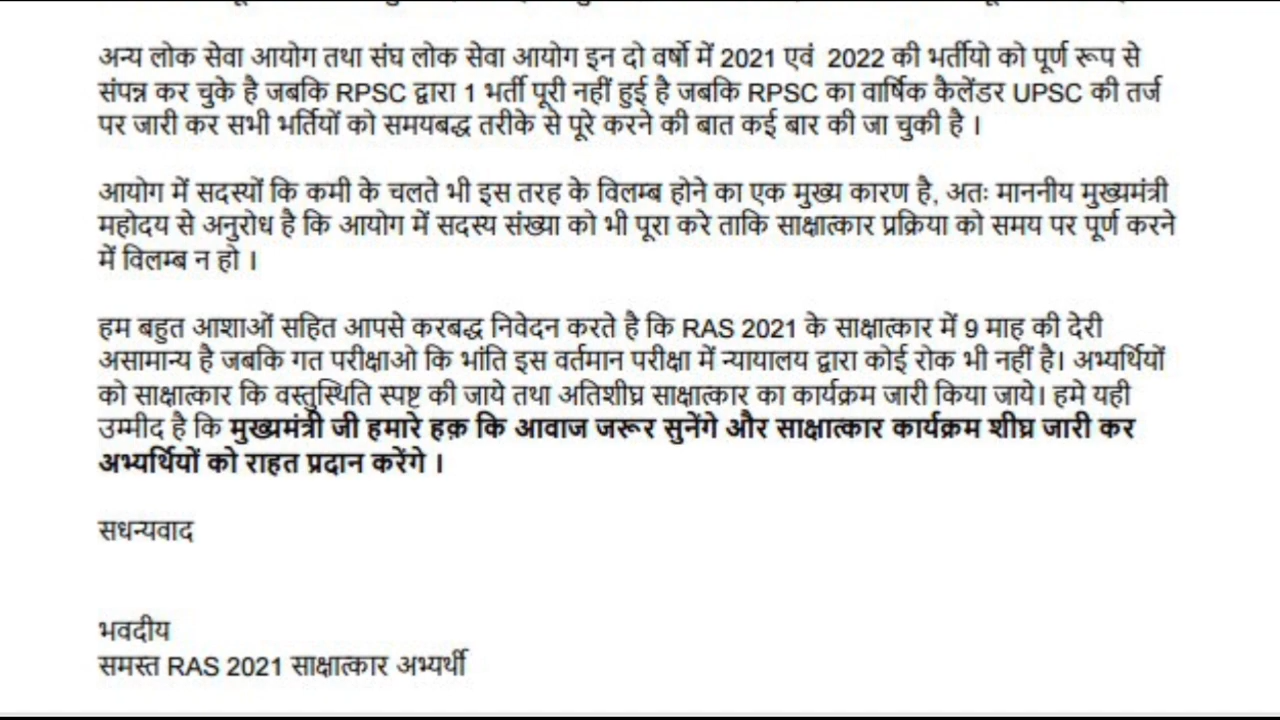 अन्य लोक सेवा आयोग तथा संघ लोक सेवा आयोग इन दो वर्षो में 2021 एवं 2022 की भर्तीयो को पूर्ण रूप से
संपन्न कर चुके है जबकि RPSC द्वारा 1 भर्ती पूरी नहीं हुई है जबकि RPSC का वार्षिक कैलेंडर UPSC की तर्ज
पर जारी कर सभी भर्तियों को समयबद्ध तरीके से पूरे करने की बात कई बार की जा चुकी है ।
आयोग में सदस्यों कि कमी के चलते भी इस तरह के विलम्ब होने का एक मुख्य कारण है, अतः माननीय मुख्यमंत्री
महोदय से अनुरोध है कि आयोग में सदस्य संख्या को भी पूरा करे ताकि साक्षात्कार प्रक्रिया को समय पर पूर्ण करने
में विलम्ब न हो ।
हम बहुत आशाओं सहित आपसे करबद्ध निवेदन करते है कि RAS 2021 के साक्षात्कार में 9 माह की देरी
असामान्य है जबकि गत परीक्षाओ कि भांति इस वर्तमान परीक्षा में न्यायालय द्वारा कोई रोक भी नहीं है। अभ्यर्थियों
को साक्षात्कार कि वस्तुस्थिति स्पष्ट की जाये तथा अतिशीघ्र साक्षात्कार का कार्यक्रम जारी किया जाये। हमे यही
उम्मीद है कि मुख्यमंत्री जी हमारे हक़ कि आवाज जरूर सुनेंगे और साक्षात्कार कार्यक्रम शीघ्र जारी कर
अभ्यर्थियों को राहत प्रदान करेंगे ।
सधन्यवाद
भवदीय
समस्त RAS 2021 साक्षात्कार अभ्यर्थी